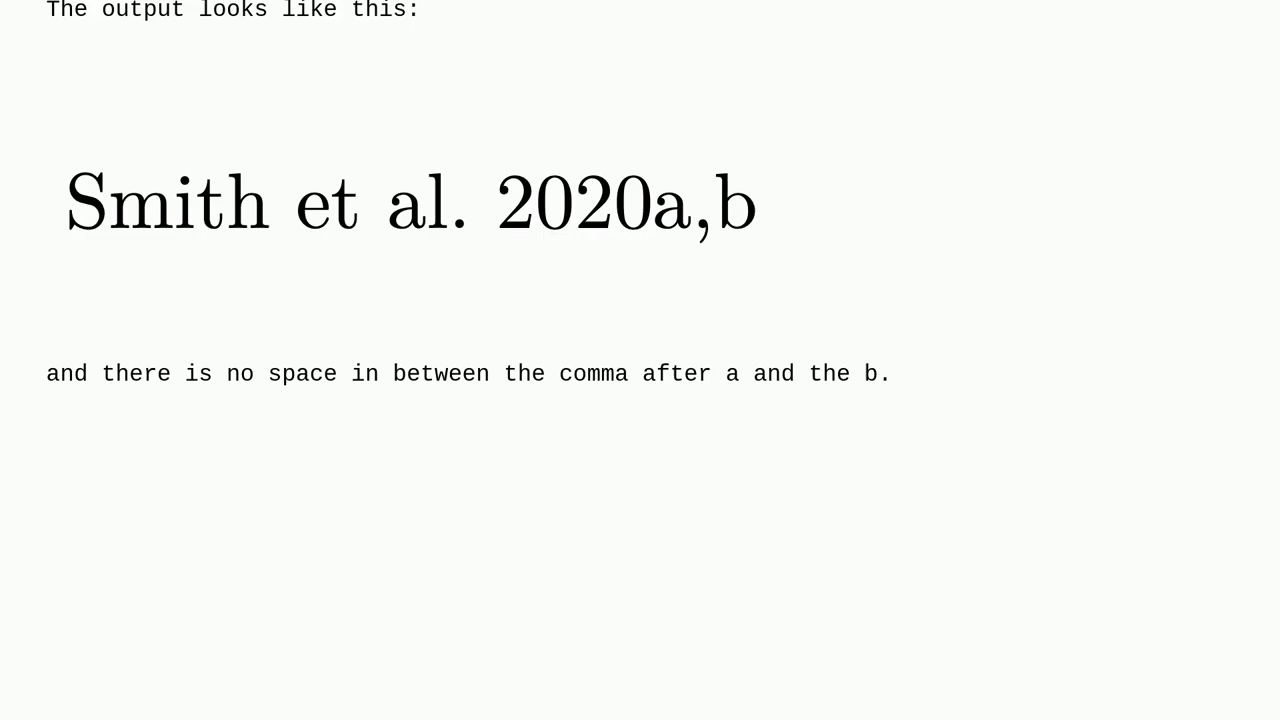 The output looks like this:
Smith et al. 2020a,b
and there is no space in between the comma after a and the b.